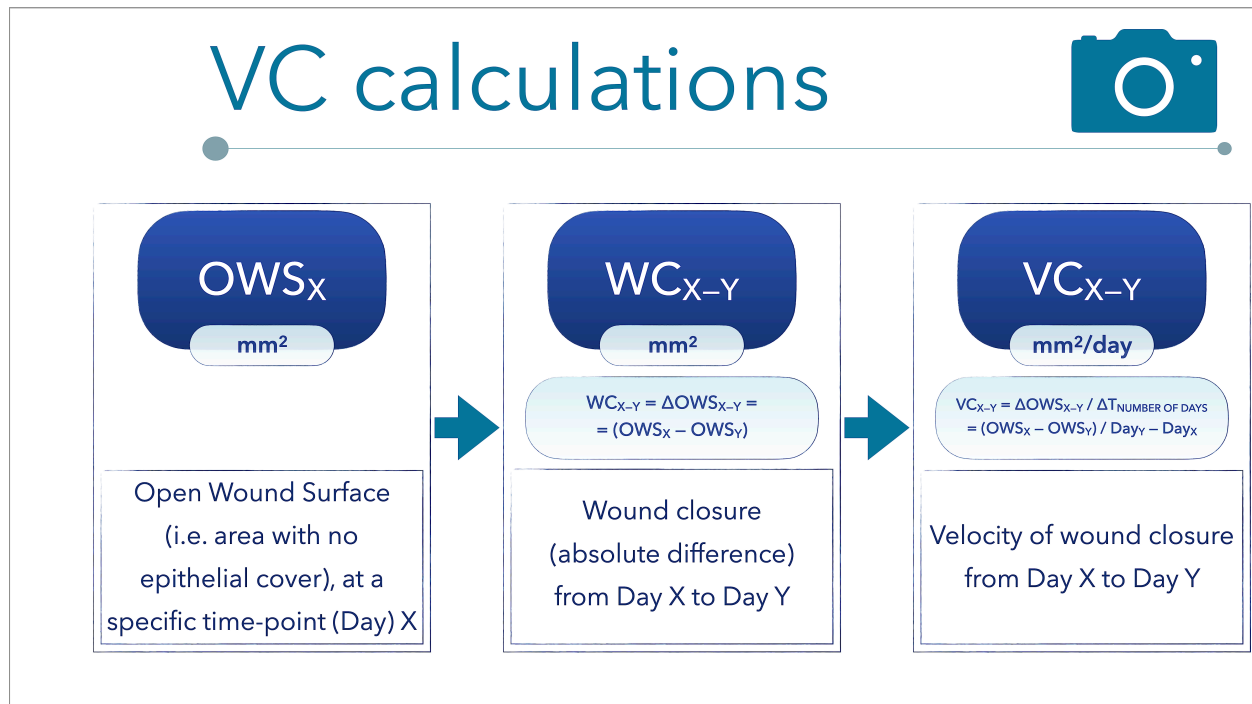 VC calculations
OWSX
mm²
Open Wound Surface
(i.e. area with no
epithelial cover), at a
specific time-point (Day) X
WCX–Y
mm²
WCX–Y = ΔOWSX–Y =
= (OWSX – OWSY)
Wound closure
(absolute difference)
from Day X to Day Y
VCX–Y
mm²/day
VCX–Y = ΔOWSX–Y / ΔTNUMBER OF DAYS
= (OWSX – OWSY) / DayY – DayX
Velocity of wound closure
from Day X to Day Y